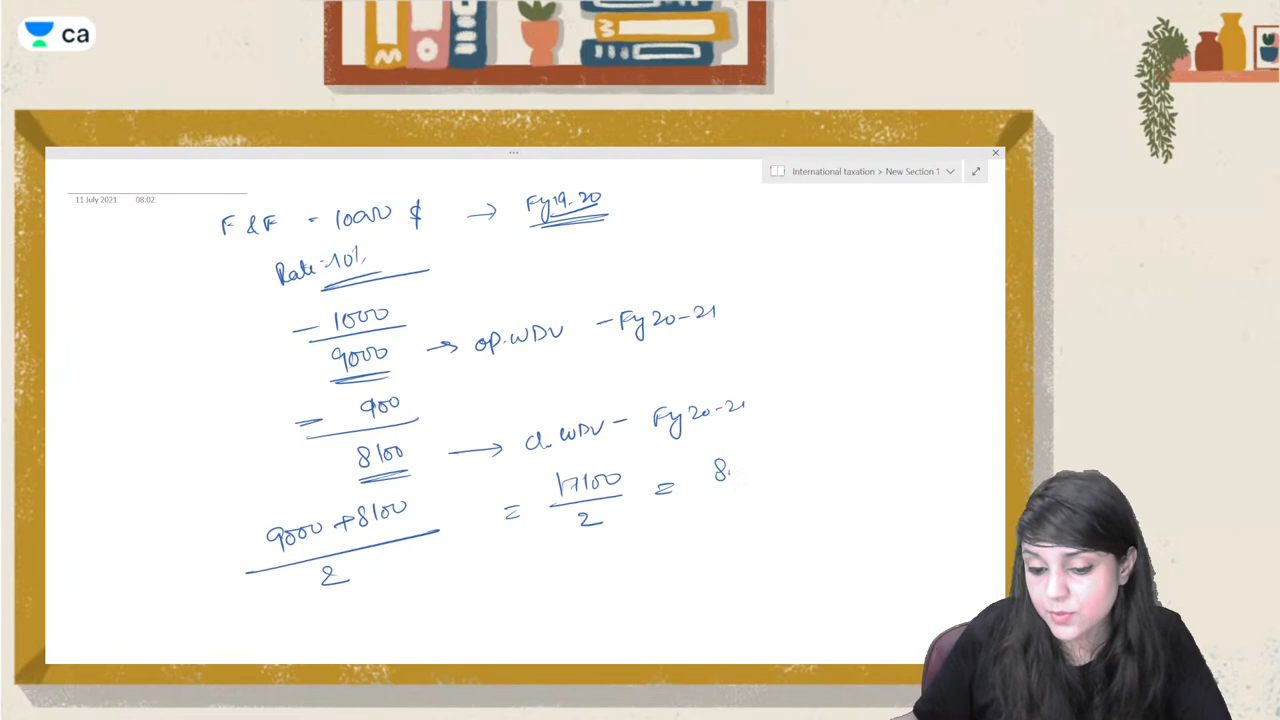 ca
International taxation > New Section 1
11 July 2021 08:02
F & F = 10000 $ → Fy 19-20
Rate = 10%
- 1000
9000 → op. WDV - Fy 20-21
- 900
8100 → cl. WDV - Fy 20-21
9000 + 8100 / 2 = 17100 / 2 = 8